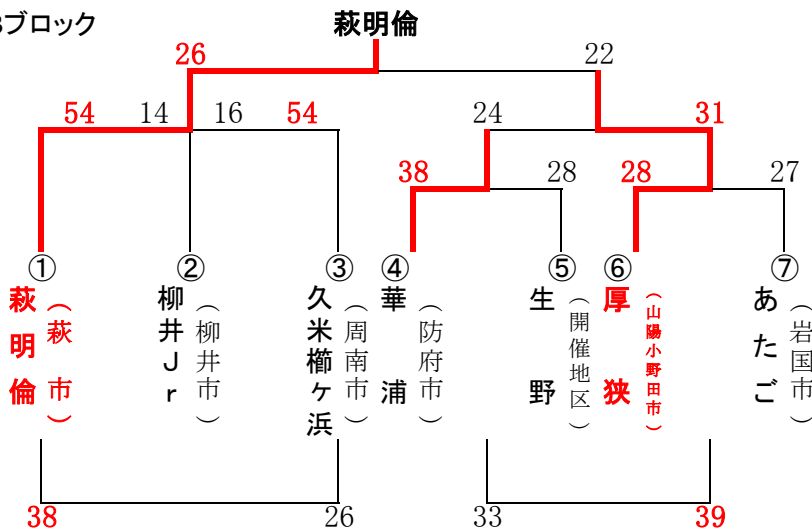 Bブロック
萩明倫
26
22
54
14
16
54
24
31
38
28
28
27
①
②
③
④
⑤
⑥
⑦
萩明倫
（萩市）
柳井Jr
（柳井市）
久米櫛ヶ浜
（周南市）
華浦
（防府市）
生野
（開催地区）
厚狭
（山陽小野田市）
あたご
（岩国市）
38
26
33
39